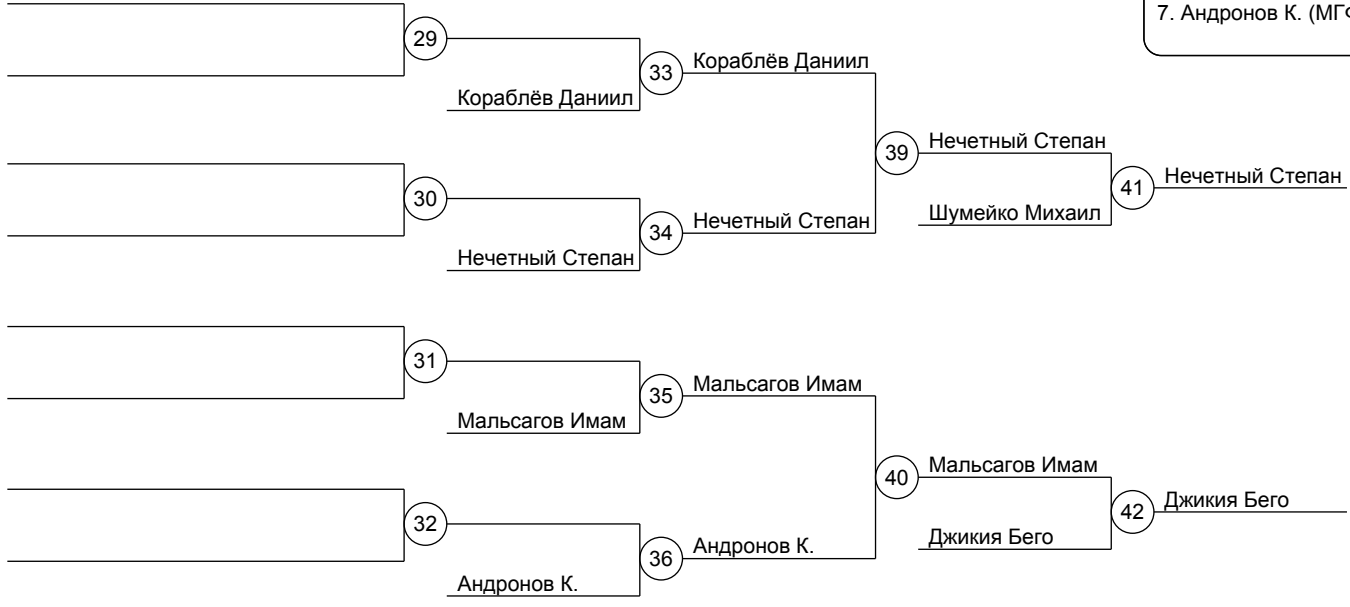 7. Андронов К. (МГФ
29
33
Кораблёв Даниил
Кораблёв Даниил
39
Нечетный Степан
30
34
Нечетный Степан
Нечетный Степан
Шумейко Михаил
41
Нечетный Степан
31
35
Мальсагов Имам
Мальсагов Имам
40
Мальсагов Имам
32
36
Андронов К.
Андронов К.
Джикия Бего
42
Джикия Бего